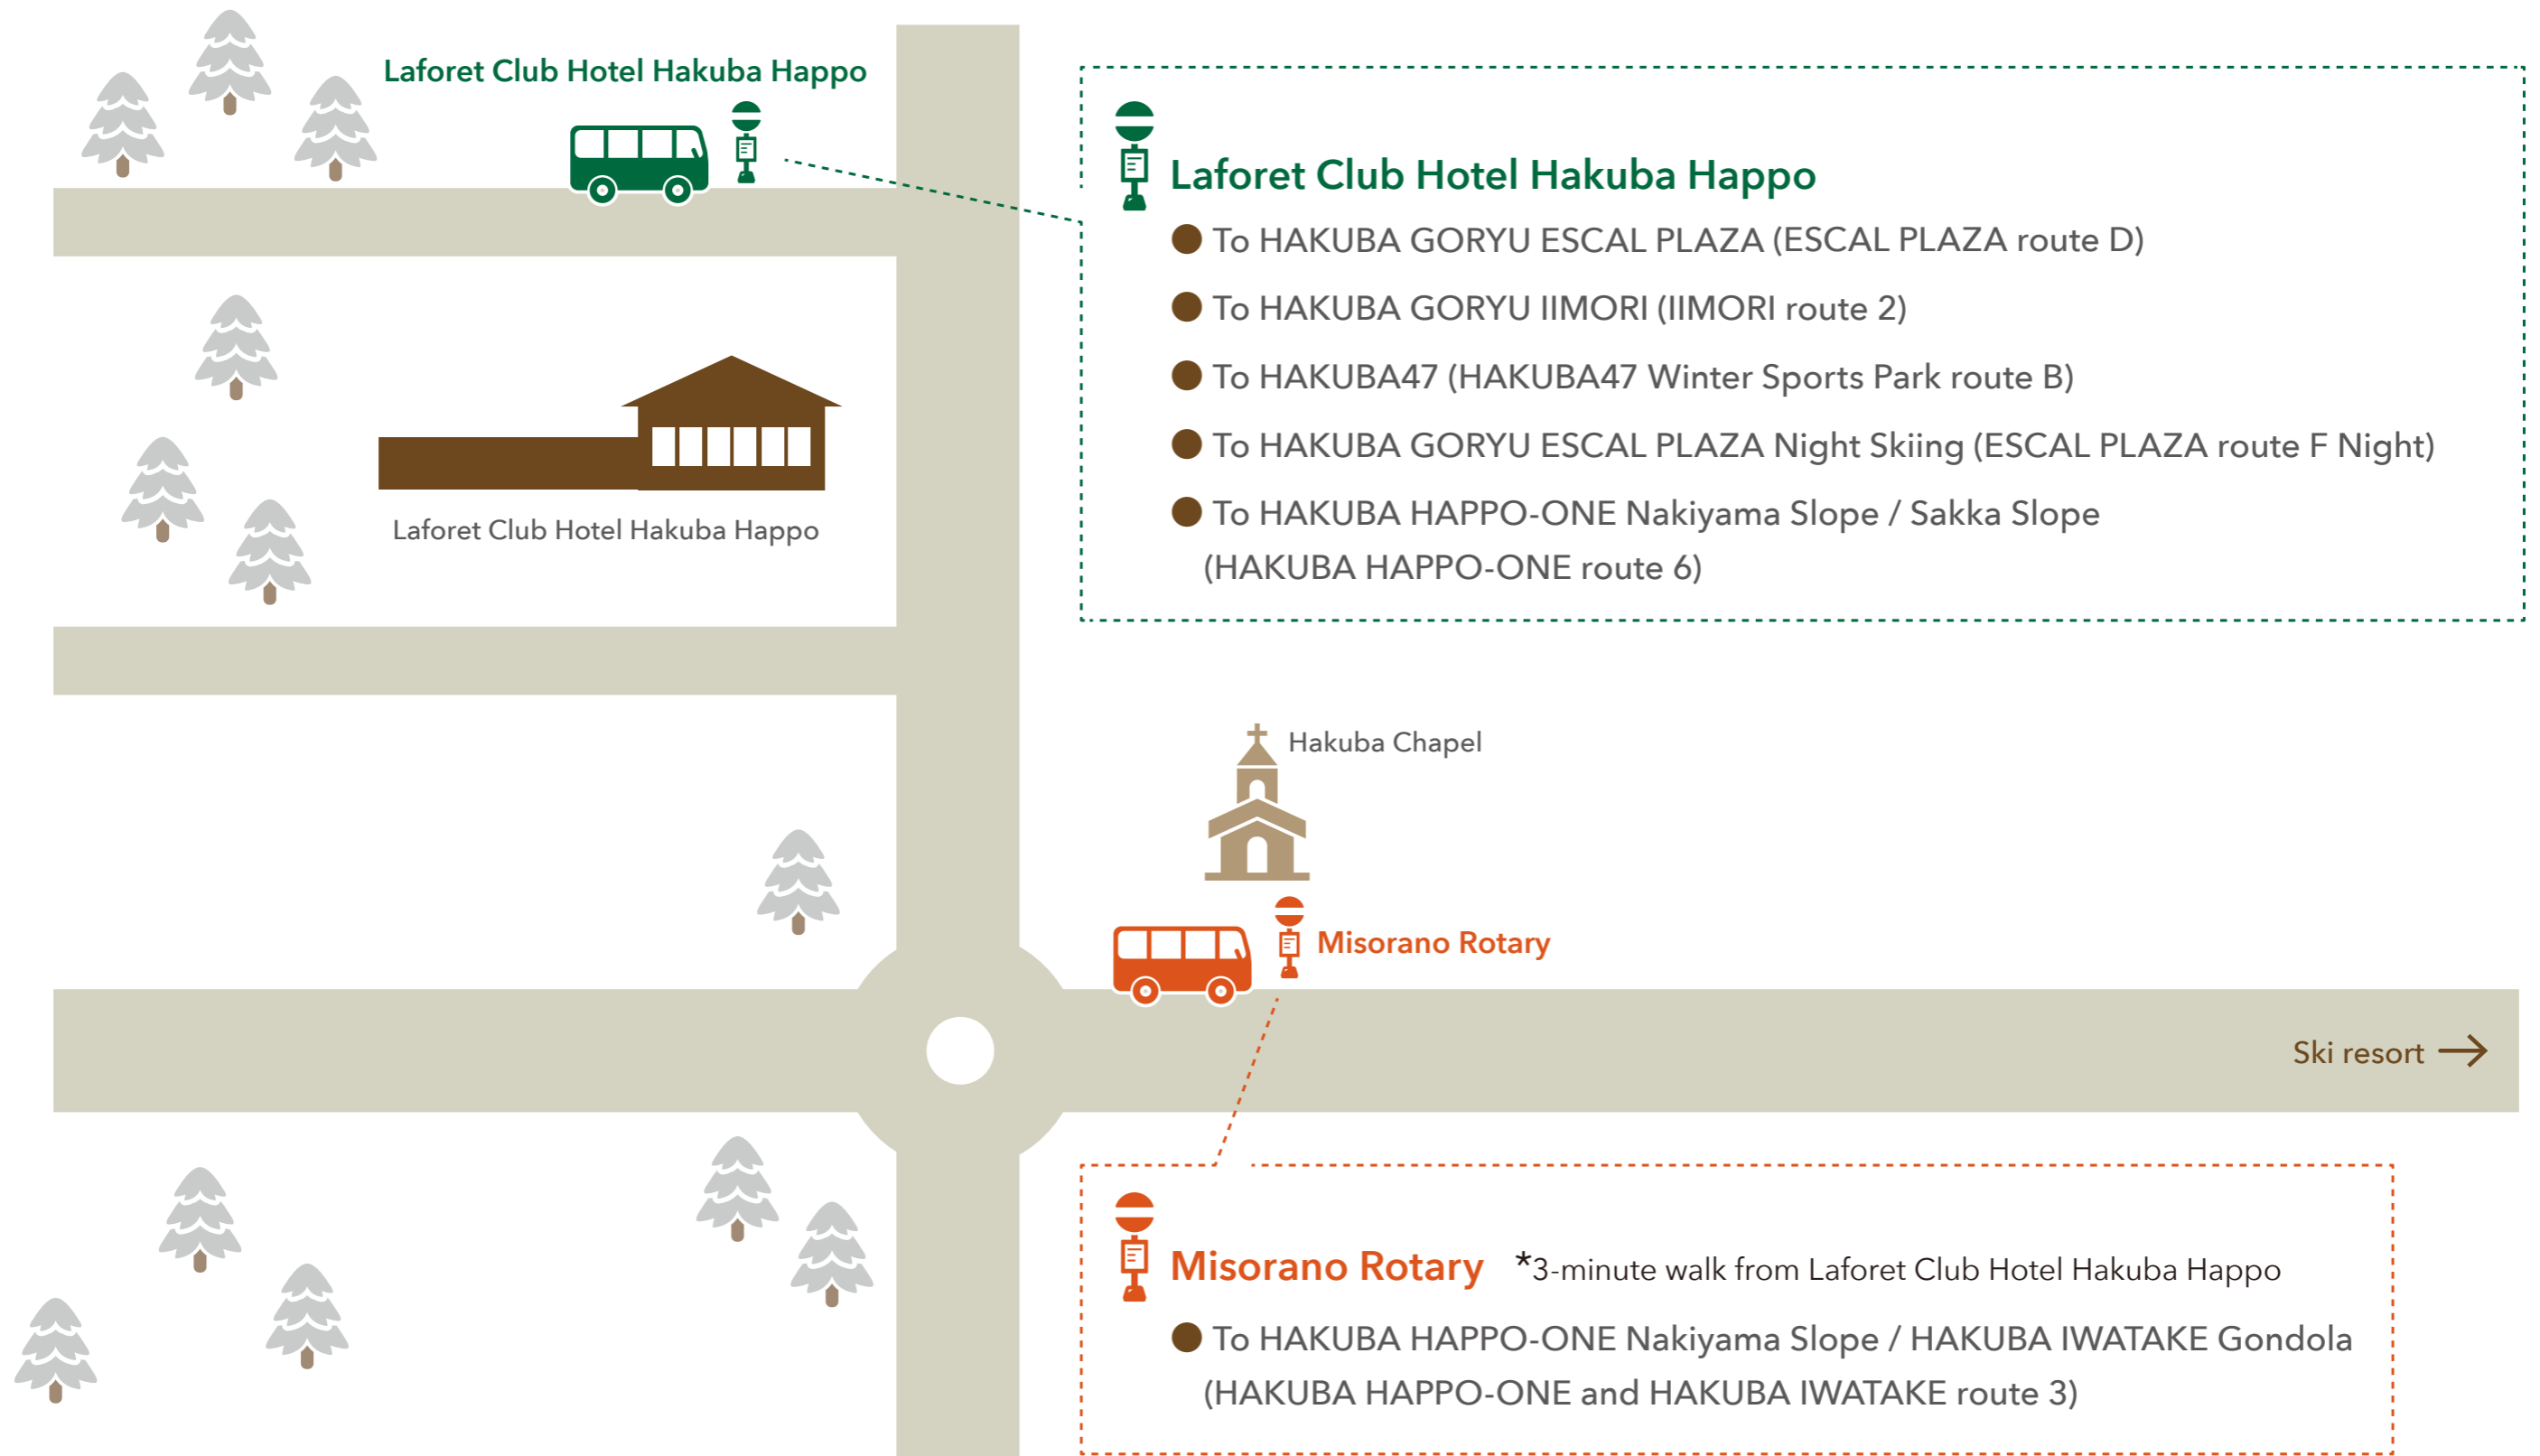 Laforet Club Hotel Hakuba Happo
Laforet Club Hotel Hakuba Happo
To HAKUBA GORYU ESCAL PLAZA (ESCAL PLAZA route D)
To HAKUBA GORYU IIMORI (IIMORI route 2)
To HAKUBA47 (HAKUBA47 Winter Sports Park route B)
To HAKUBA GORYU ESCAL PLAZA Night Skiing (ESCAL PLAZA route F Night)
To HAKUBA HAPPO-ONE Nakiyama Slope / Sakka Slope
(HAKUBA HAPPO-ONE route 6)
Laforet Club Hotel Hakuba Happo
Hakuba Chapel
Misorano Rotary
Ski resort →
Misorano Rotary *3-minute walk from Laforet Club Hotel Hakuba Happo
To HAKUBA HAPPO-ONE Nakiyama Slope / HAKUBA IWATAKE Gondola
(HAKUBA HAPPO-ONE and HAKUBA IWATAKE route 3)